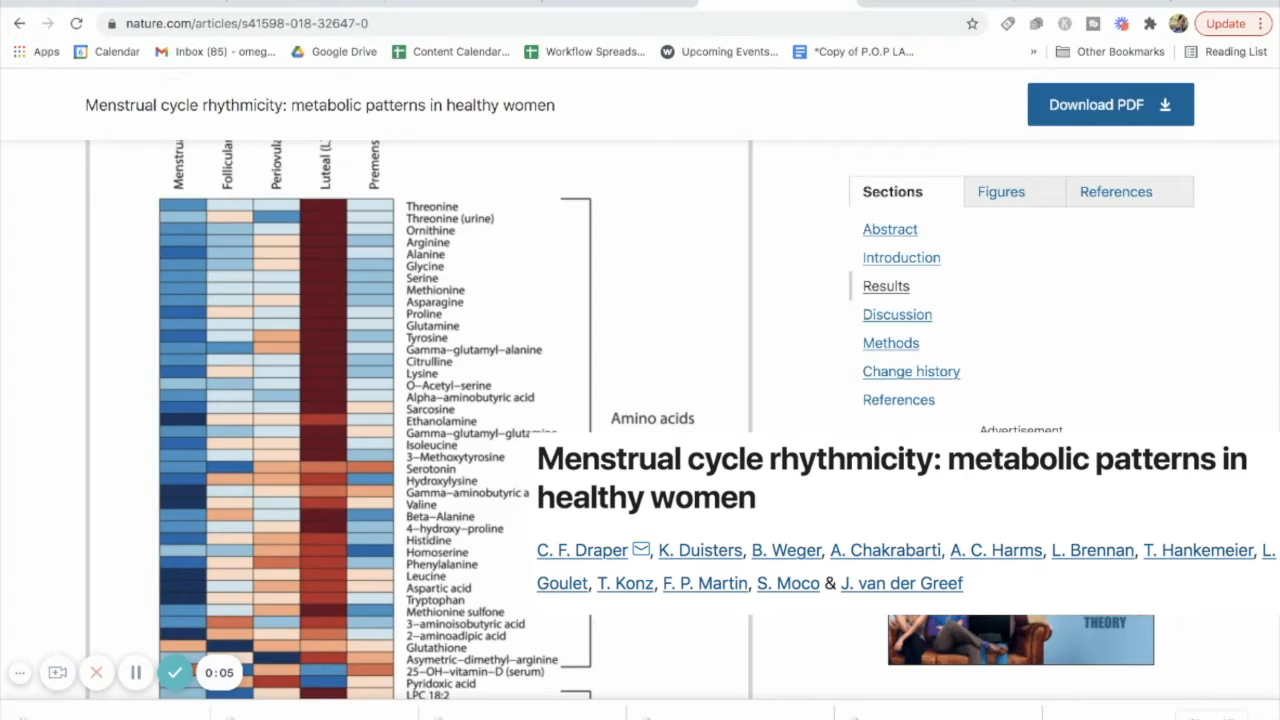 nature.com/articles/s41598-018-32647-0
Update
Apps
Calendar
Inbox (85) - omeg...
Google Drive
Content Calendar...
Workflow Spreads...
Upcoming Events...
*Copy of P.O.P LA...
»
Other Bookmarks
Reading List
Menstrual cycle rhythmicity: metabolic patterns in healthy women
Download PDF
Menstrua
Follicular
Periovula
Luteal (L
Premens
Threonine
Threonine (urine)
Ornithine
Arginine
Alanine
Glycine
Serine
Methionine
Asparagine
Proline
Glutamine
Tyrosine
Gamma-glutamyl-alanine
Citrulline
Lysine
O-Acetyl-serine
Alpha-aminobutyric acid
Sarcosine
Ethanolamine
Gamma-glutamyl-glutamine
Isoleucine
3-Methoxytyrosine
Serotonin
Hydroxylysine
Gamma-aminobutyric a
Valine
Beta-Alanine
4-hydroxy-proline
Histidine
Homoserine
Phenylalanine
Leucine
Aspartic acid
Tryptophan
Methionine sulfone
3-aminoisobutyric acid
2-aminoadipic acid
Glutathione
Asymetric-dimethyl-arginine
25-OH-vitamin-D (serum)
Pyridoxic acid
LPC 18:2
Amino acids
Sections
Figures
References
Abstract
Introduction
Results
Discussion
Methods
Change history
References
Advertisement
Menstrual cycle rhythmicity: metabolic patterns in
healthy women
C. F. Draper, K. Duisters, B. Weger, A. Chakrabarti, A. C. Harms, L. Brennan, T. Hankemeier, L.
Goulet, T. Konz, F. P. Martin, S. Moco & J. van der Greef
THEORY
0:05